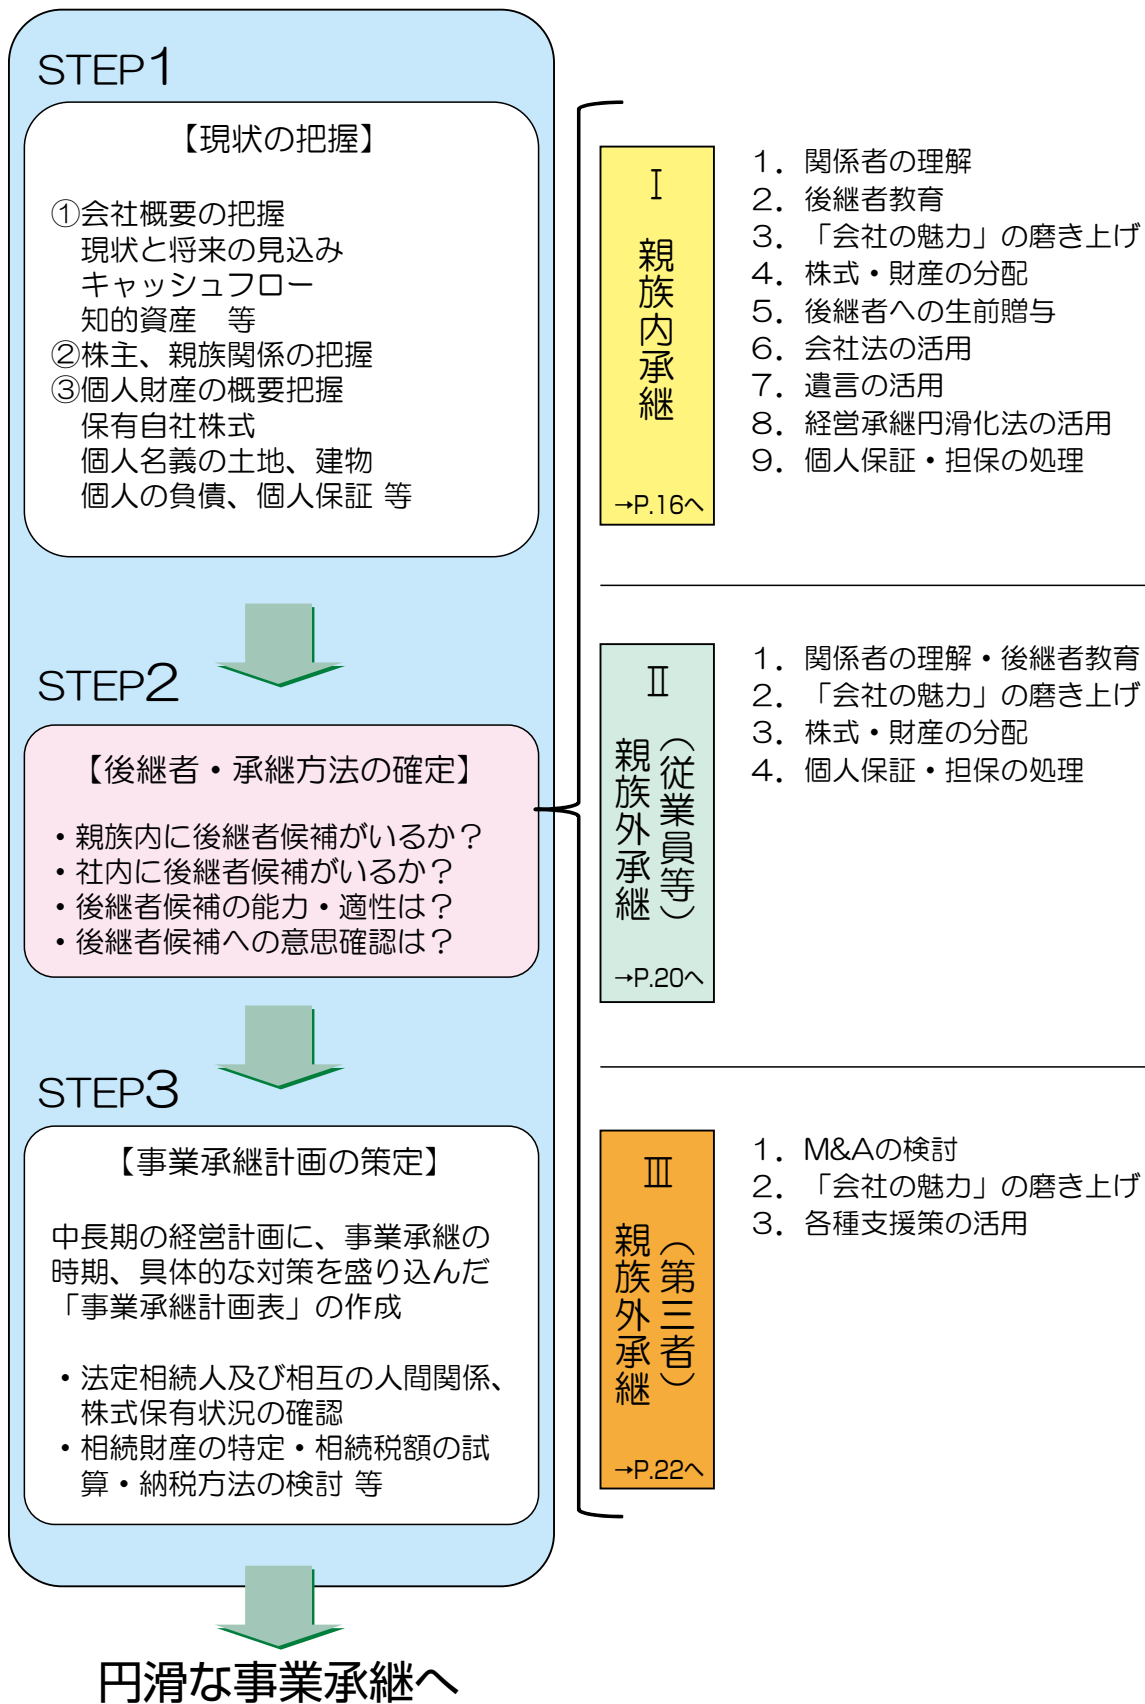 STEP1
【現状の把握】
①会社概要の把握
現状と将来の見込み
キャッシュフロー
知的資産　等
②株主、親族関係の把握
③個人財産の概要把握
保有自社株式
個人名義の土地、建物
個人の負債、個人保証 等
STEP2
【後継者・承継方法の確定】
・親族内に後継者候補がいるか？
・社内に後継者候補がいるか？
・後継者候補の能力・適性は？
・後継者候補への意思確認は？
STEP3
【事業承継計画の策定】
中長期の経営計画に、事業承継の
時期、具体的な対策を盛り込んだ
「事業承継計画表」の作成
・法定相続人及び相互の人間関係、
株式保有状況の確認
・相続財産の特定・相続税額の試
算・納税方法の検討 等
円滑な事業承継へ
Ⅰ
親族内承継
→P.16へ
1．関係者の理解
2．後継者教育
3．「会社の魅力」の磨き上げ
4．株式・財産の分配
5．後継者への生前贈与
6．会社法の活用
7．遺言の活用
8．経営承継円滑化法の活用
9．個人保証・担保の処理
Ⅱ
（従業員等）
親族外承継
→P.20へ
1．関係者の理解・後継者教育
2．「会社の魅力」の磨き上げ
3．株式・財産の分配
4．個人保証・担保の処理
Ⅲ
（第三者）
親族外承継
→P.22へ
1．M&Aの検討
2．「会社の魅力」の磨き上げ
3．各種支援策の活用